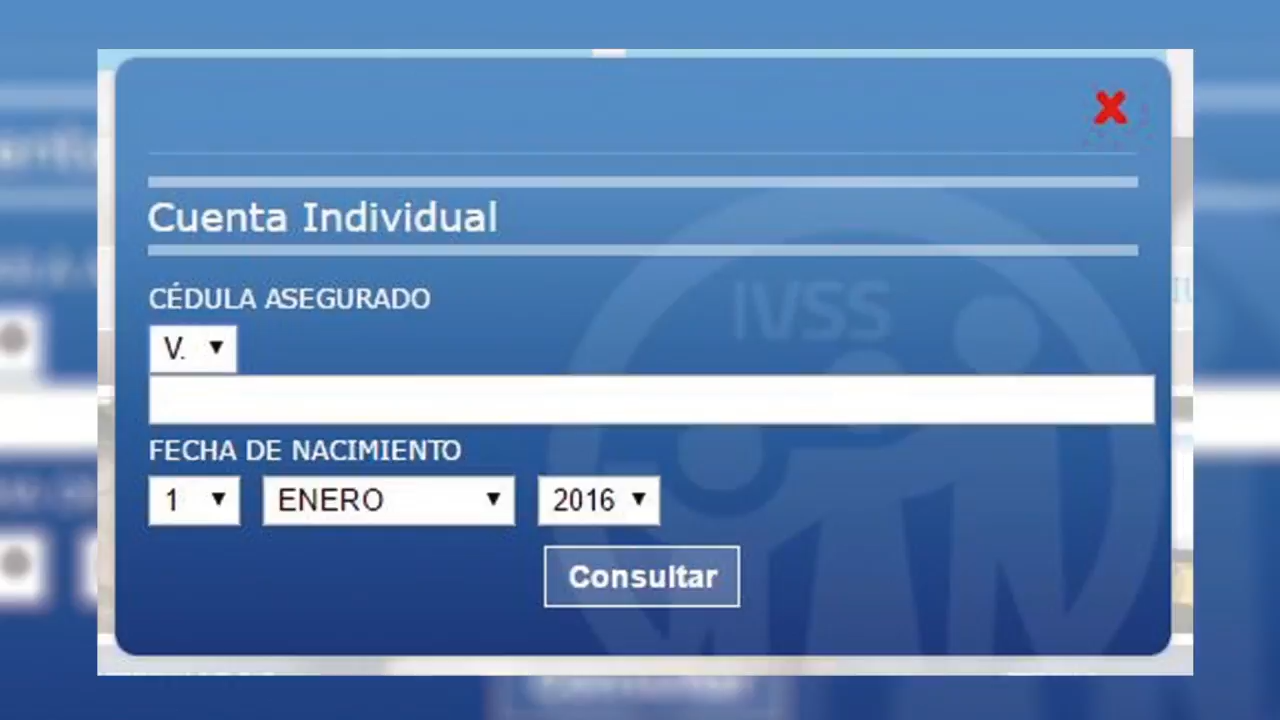 Cuenta Individual
IVSS
CÉDULA ASEGURADO
V.
FECHA DE NACIMIENTO
1 ENERO 2016
Consultar